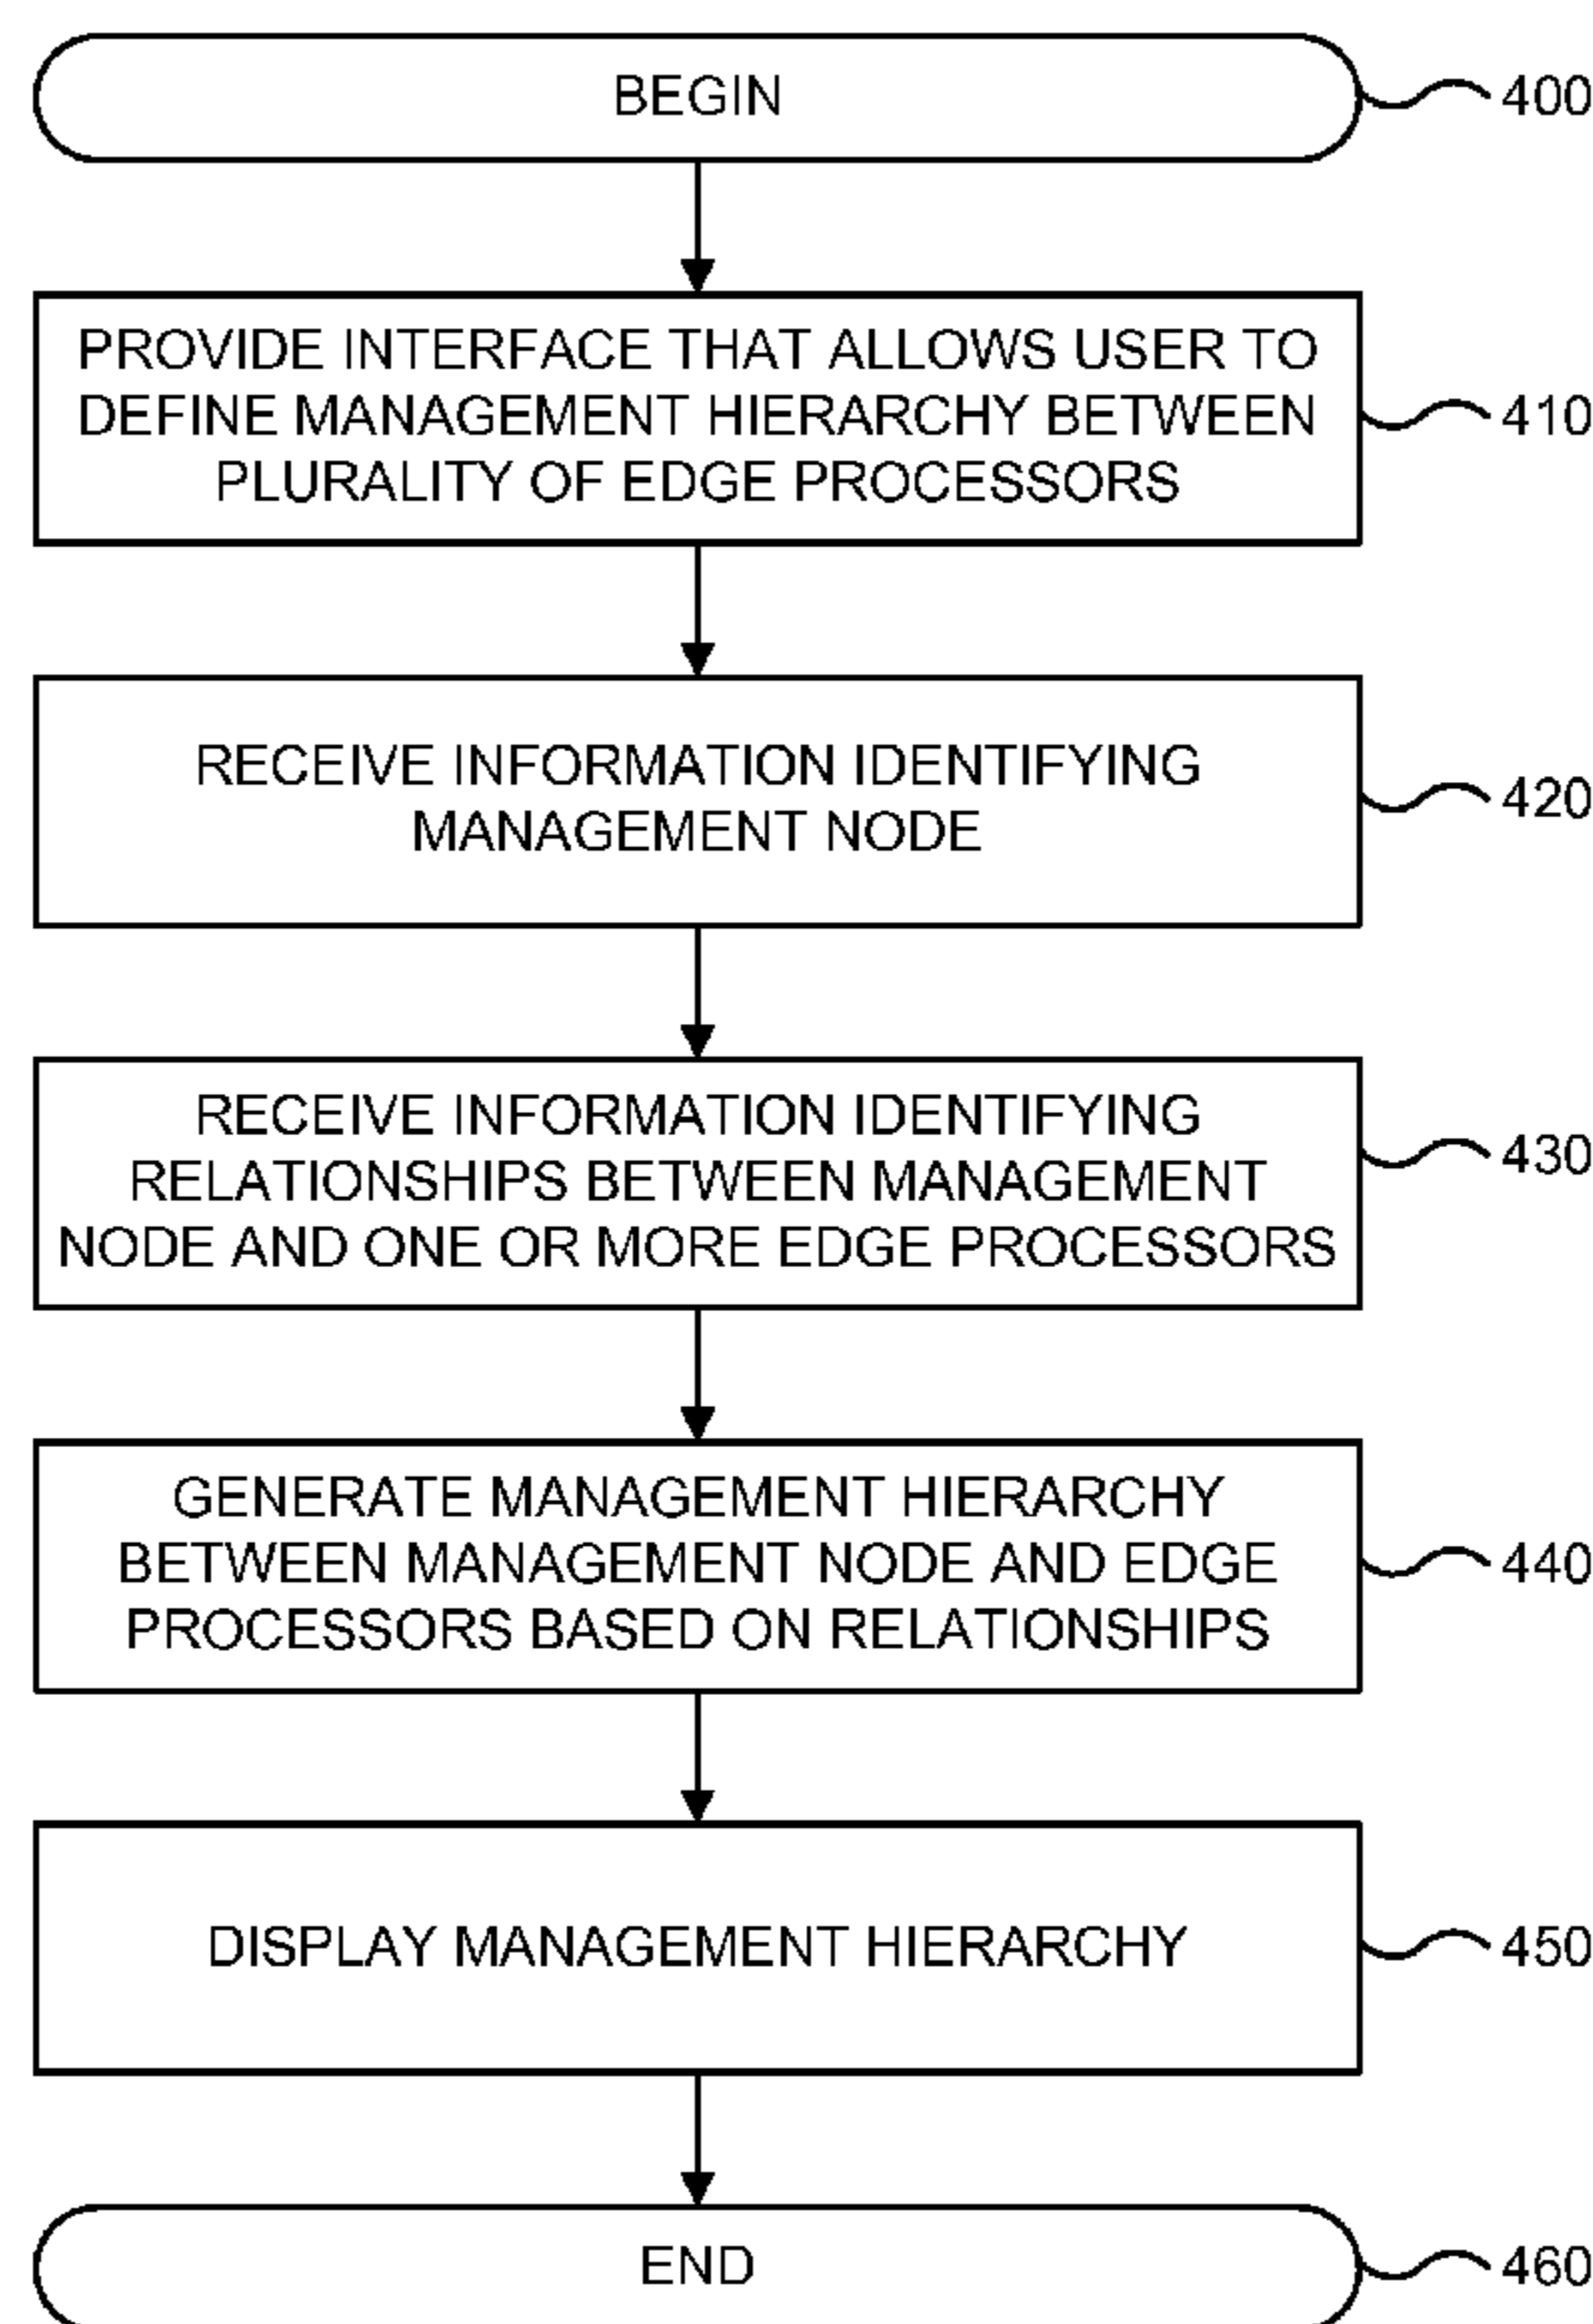 BEGIN
400
PROVIDE INTERFACE THAT ALLOWS USER TO
DEFINE MANAGEMENT HIERARCHY BETWEEN
PLURALITY OF EDGE PROCESSORS
410
RECEIVE INFORMATION IDENTIFYING
MANAGEMENT NODE
420
RECEIVE INFORMATION IDENTIFYING
RELATIONSHIPS BETWEEN MANAGEMENT
NODE AND ONE OR MORE EDGE PROCESSORS
430
GENERATE MANAGEMENT HIERARCHY
BETWEEN MANAGEMENT NODE AND EDGE
PROCESSORS BASED ON RELATIONSHIPS
440
DISPLAY MANAGEMENT HIERARCHY
450
END
460